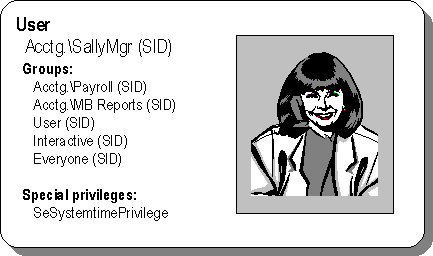 User
Acctg.\SallyMgr (SID)
Groups:
Acctg.\Payroll (SID)
Acctg.\MB Reports (SID)
User (SID)
Interactive (SID)
Everyone (SID)
Special privileges:
SeSystemtimePrivilege